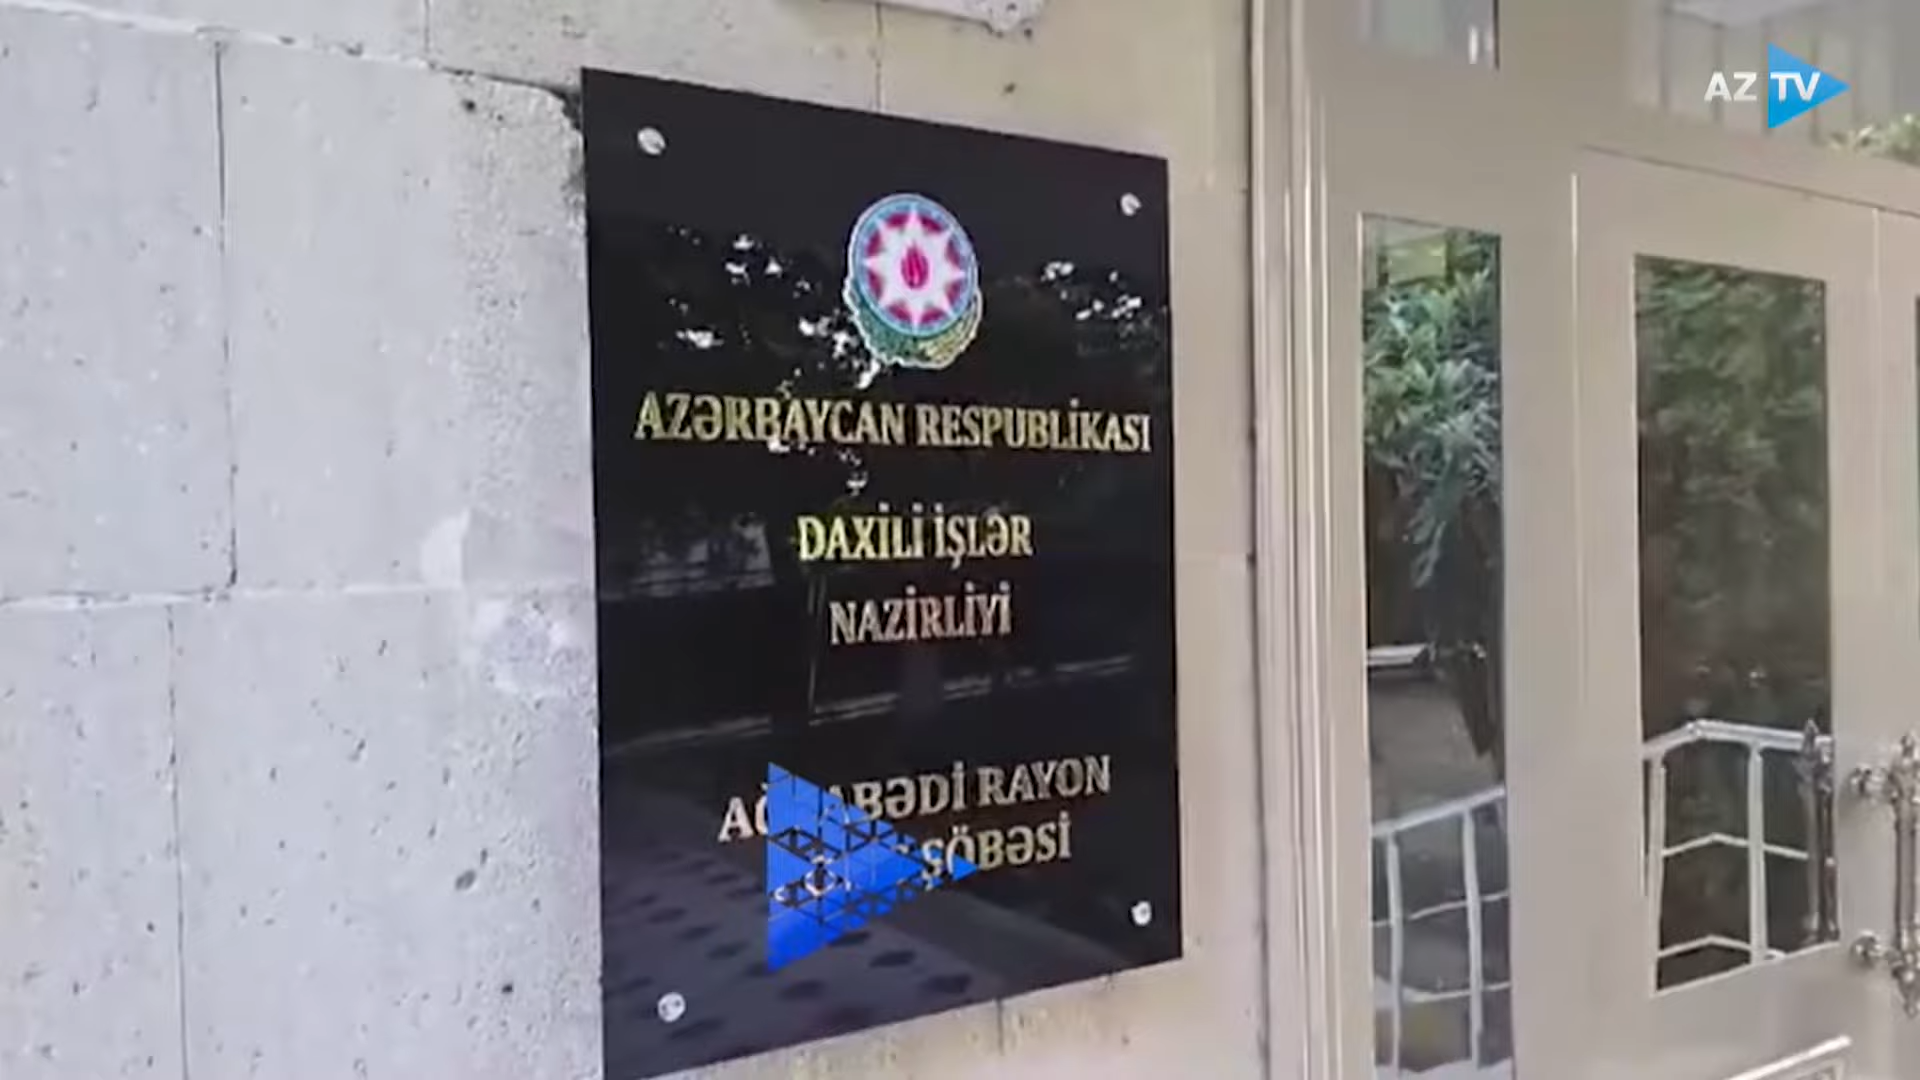 AZ TV
AZƏRBAYCAN RESPUBLİKASI
DAXİLİ İŞLƏR
NAZİRLİYİ
RAYON
ŞÖBƏSİ